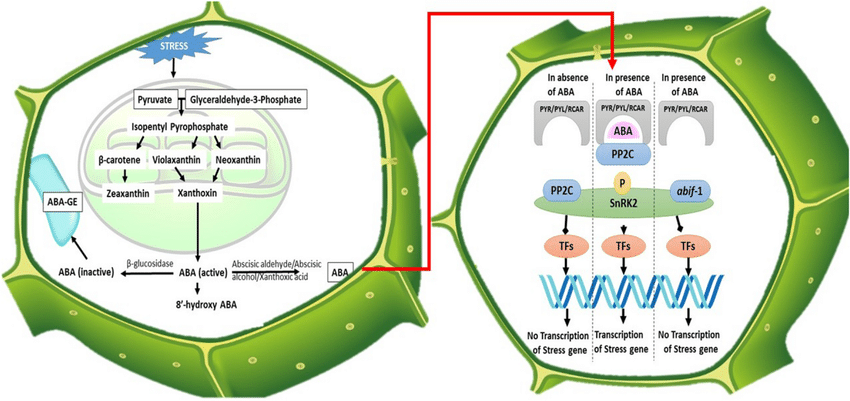 STRESS
Pyruvate
Glyceraldehyde-3-Phosphate
Isopentyl Pyrophosphate
β-carotene
Violaxanthin
Neoxanthin
Zeaxanthin
Xanthoxin
ABA-GE
ABA (inactive)
β-glucosidase
ABA (active)
Abscisic aldehyde/Abscisic
alcohol/Xanthoxic acid
ABA
8'-hydroxy ABA
In absence
of ABA
In presence
of ABA
In presence
of ABA
PYR/PYL/RCAR
PYR/PYL/RCAR
PYR/PYL/RCAR
ABA
PP2C
PP2C
P
SnRK2
abif-1
TFs
TFs
TFs
No Transcription
of Stress gene
Transcription
of Stress gene
No Transcription
of Stress gene